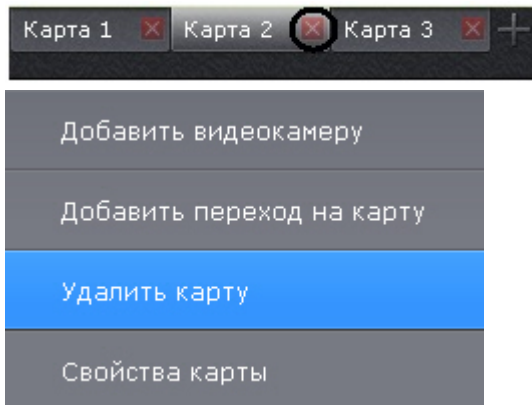 Карта 1 Карта 2 Карта 3
Добавить видеокамеру
Добавить переход на карту
Удалить карту
Свойства карты